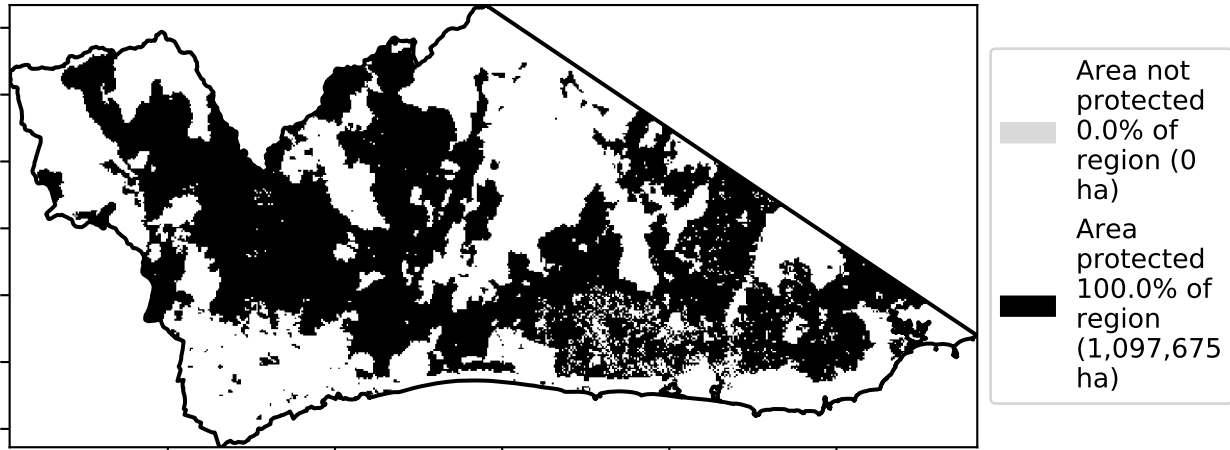 Area not
protected
0.0% of
region (0
ha)
Area
protected
100.0% of
region
(1,097,675
ha)